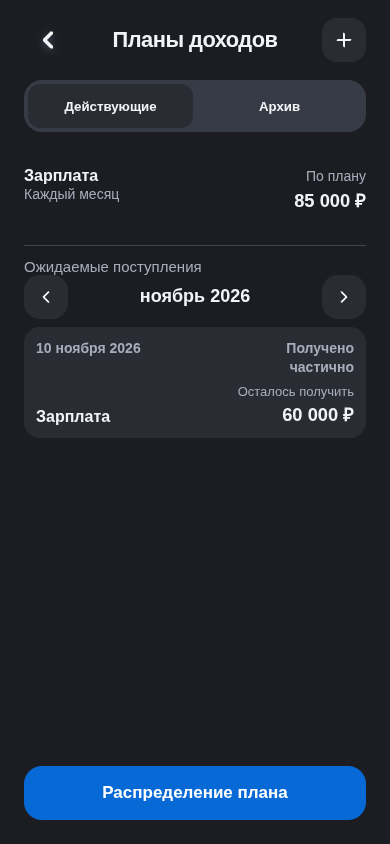 Планы доходов
Действующие
Архив
Зарплата
Каждый месяц
По плану
85 000 ₽
Ожидаемые поступления
ноябрь 2026
10 ноября 2026
Получено
частично
Осталось получить
Зарплата
60 000 ₽
Распределение плана